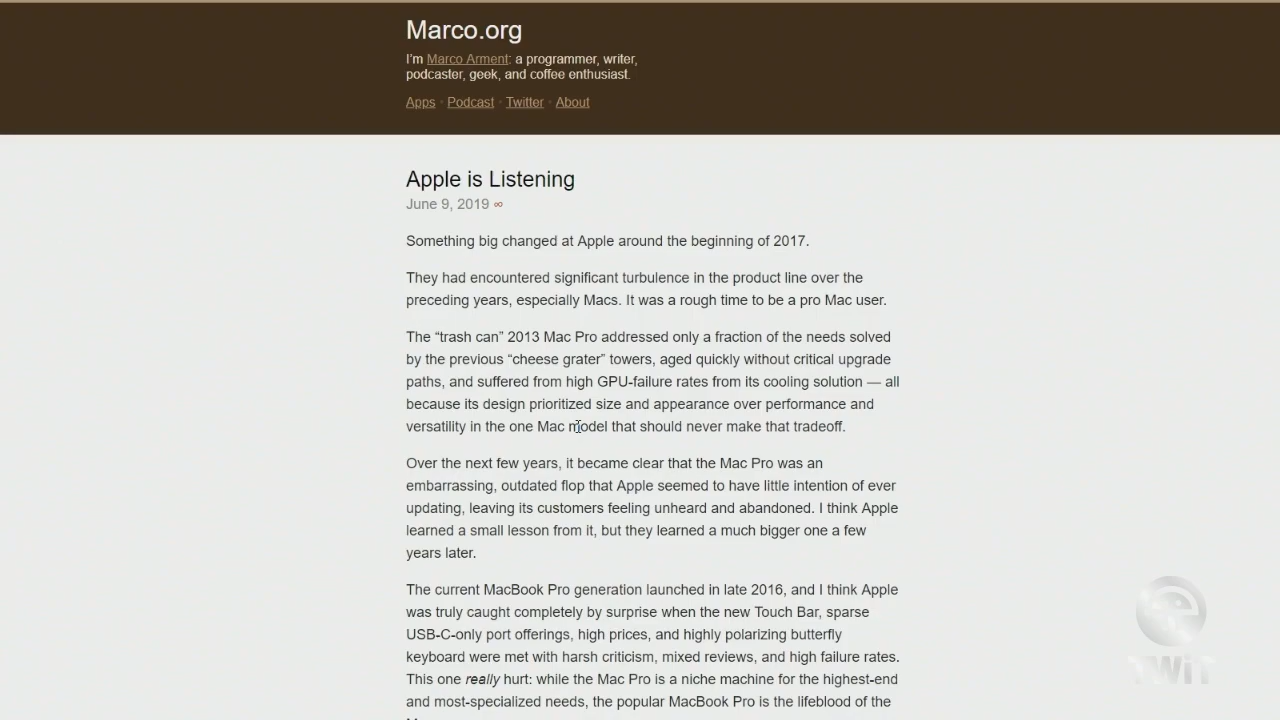 Marco.org
I’m Marco Arment: a programmer, writer,
podcaster, geek, and coffee enthusiast.
Apps • Podcast • Twitter • About
Apple is Listening
June 9, 2019 ∞
Something big changed at Apple around the beginning of 2017.
They had encountered significant turbulence in the product line over the
preceding years, especially Macs. It was a rough time to be a pro Mac user.
The “trash can” 2013 Mac Pro addressed only a fraction of the needs solved
by the previous “cheese grater” towers, aged quickly without critical upgrade
paths, and suffered from high GPU-failure rates from its cooling solution — all
because its design prioritized size and appearance over performance and
versatility in the one Mac model that should never make that tradeoff.
Over the next few years, it became clear that the Mac Pro was an
embarrassing, outdated flop that Apple seemed to have little intention of ever
updating, leaving its customers feeling unheard and abandoned. I think Apple
learned a small lesson from it, but they learned a much bigger one a few
years later.
The current MacBook Pro generation launched in late 2016, and I think Apple
was truly caught completely by surprise when the new Touch Bar, sparse
USB-C-only port offerings, high prices, and highly polarizing butterfly
keyboard were met with harsh criticism, mixed reviews, and high failure rates.
This one really hurt: while the Mac Pro is a niche machine for the highest-end
and most-specialized needs, the popular MacBook Pro is the lifeblood of the
TWiT